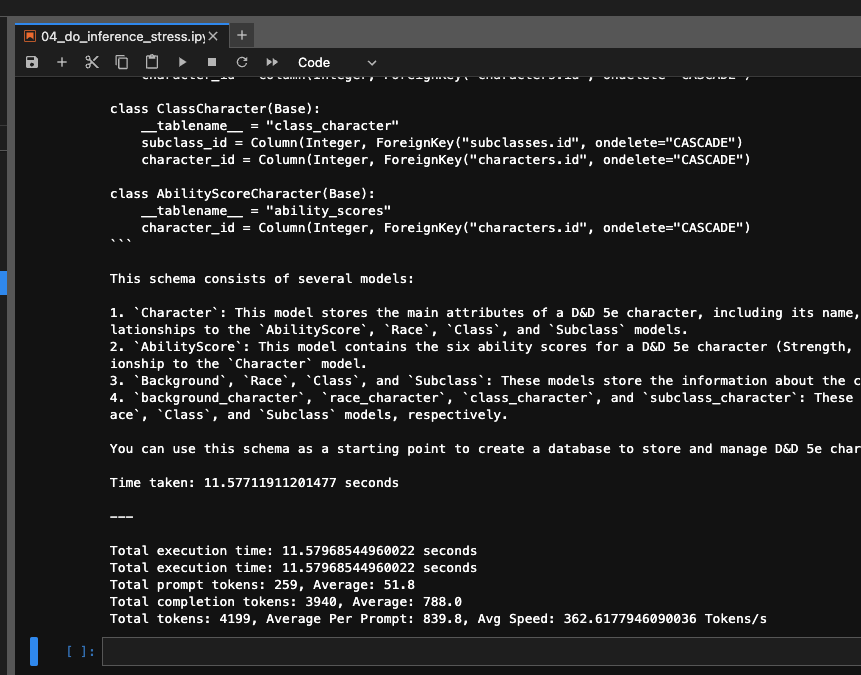 04_do_inference_stress.ipy
Code
character_id = Column(Integer, ForeignKey("characters.id", ondelete="CASCADE")
class ClassCharacter(Base):
    __tablename__ = "class_character"
    subclass_id = Column(Integer, ForeignKey("subclasses.id", ondelete="CASCADE")
    character_id = Column(Integer, ForeignKey("characters.id", ondelete="CASCADE")
class AbilityScoreCharacter(Base):
    __tablename__ = "ability_scores"
    character_id = Column(Integer, ForeignKey("characters.id", ondelete="CASCADE")
```
This schema consists of several models:
1. `Character`: This model stores the main attributes of a D&D 5e character, including its name,
lationships to the `AbilityScore`, `Race`, `Class`, and `Subclass` models.
2. `AbilityScore`: This model contains the six ability scores for a D&D 5e character (Strength,
ionship to the `Character` model.
3. `Background`, `Race`, `Class`, and `Subclass`: These models store the information about the c
4. `background_character`, `race_character`, `class_character`, and `subclass_character`: These
ace`, `Class`, and `Subclass` models, respectively.
You can use this schema as a starting point to create a database to store and manage D&D 5e char
Time taken: 11.57711911201477 seconds
---
Total execution time: 11.57968544960022 seconds
Total execution time: 11.57968544960022 seconds
Total prompt tokens: 259, Average: 51.8
Total completion tokens: 3940, Average: 788.0
Total tokens: 4199, Average Per Prompt: 839.8, Avg Speed: 362.6177946090036 Tokens/s
[ ]: